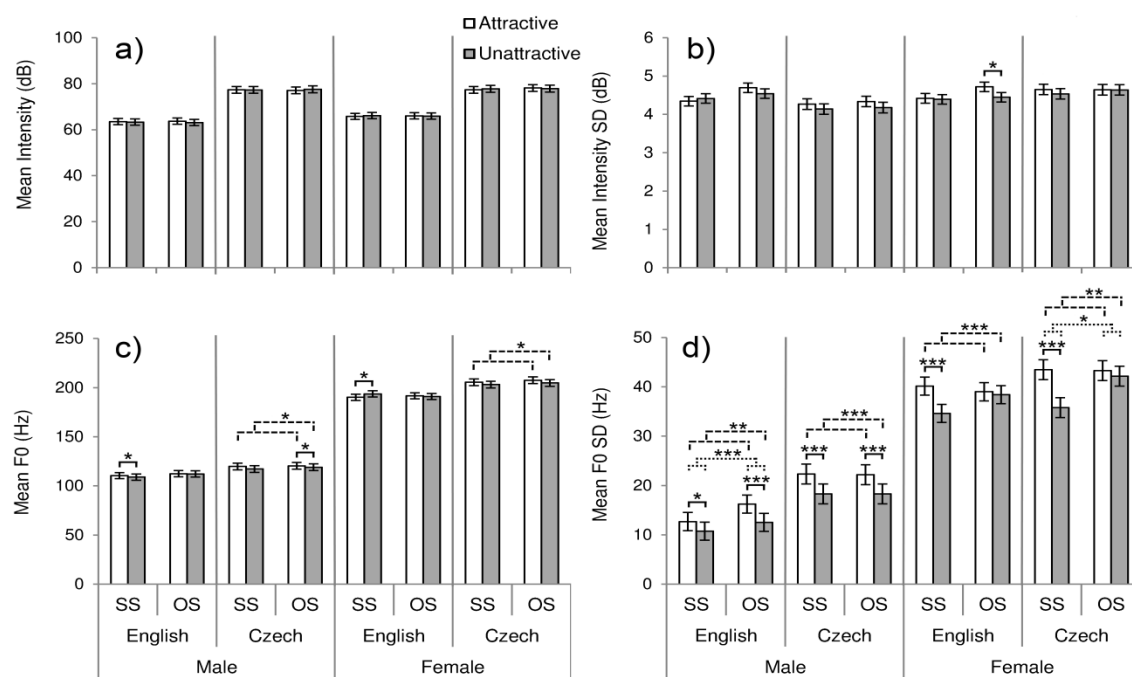 a)
Attractive
Unattractive
Mean Intensity (dB)
100
80
60
40
20
0
b)
Mean Intensity SD (dB)
6
5
4
3
2
1
0
*
c)
Mean F0 (Hz)
250
200
150
100
50
0
*
*
*
*
*
SS OS SS OS SS OS SS OS
English Czech English Czech
Male Female
d)
Mean F0 SD (Hz)
50
40
30
20
10
0
**
***
*
***
***
***
***
***
***
**
*
***
SS OS SS OS SS OS SS OS
English Czech English Czech
Male Female